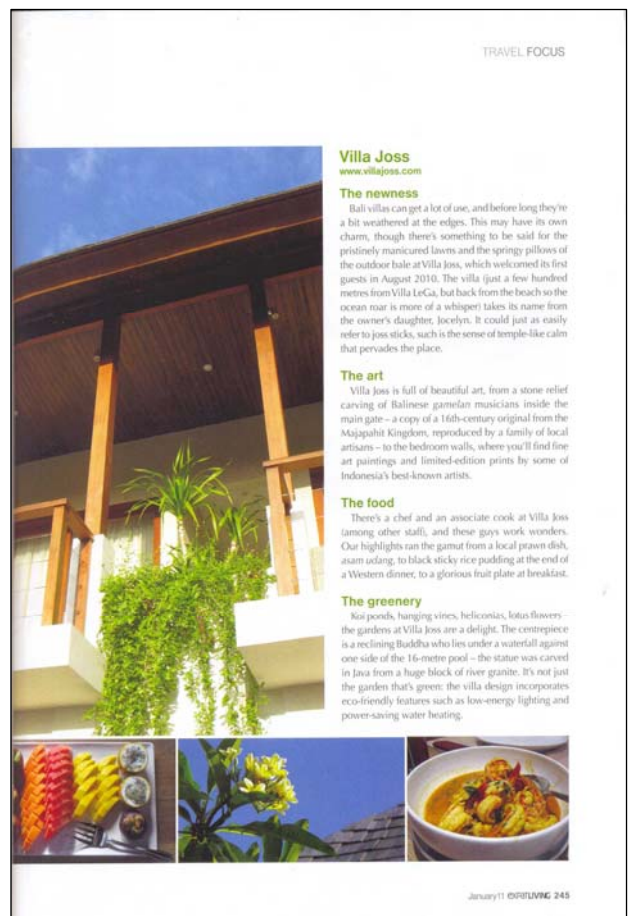 TRAVEL FOCUS
Villa Joss
www.villajoss.com
The newness
Bali villas can get a lot of use, and before long they're
a bit weathered at the edges. This may have its own
charm, though there's something to be said for the
pristinely manicured lawns and the springy pillows of
the outdoor bale at Villa Joss, which welcomed its first
guests in August 2010. The villa (just a few hundred
metres from Villa LeGa, but back from the beach so the
ocean roar is more of a whisper) takes its name from
the owner's daughter, Jocelyn. It could just as easily
refer to joss sticks, such is the sense of temple-like calm
that pervades the place.
The art
Villa Joss is full of beautiful art, from a stone relief
carving of Balinese gamelan musicians inside the
main gate – a copy of a 16th-century original from the
Majapahit Kingdom, reproduced by a family of local
artisans – to the bedroom walls, where you'll find fine
art paintings and limited-edition prints by some of
Indonesia's best-known artists.
The food
There's a chef and an associate cook at Villa Joss
(among other staff), and these guys work wonders.
Our highlights ran the gamut from a local prawn dish,
asam udang, to black sticky rice pudding at the end of
a Western dinner, to a glorious fruit plate at breakfast.
The greenery
Koi ponds, hanging vines, heliconias, lotus flowers –
the gardens at Villa Joss are a delight. The centrepiece
is a reclining Buddha who lies under a waterfall against
one side of the 16-metre pool – the statue was carved
in Java from a huge block of river granite. It's not just
the garden that's green: the villa design incorporates
eco-friendly features such as low-energy lighting and
power-saving water heating.
January11 EXPATLIVING 245